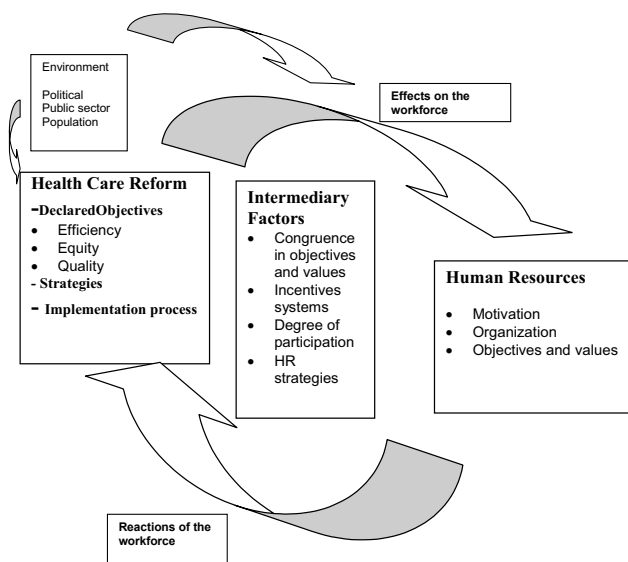 Environment
Political
Public sector
Population
Effects on the
workforce
Health Care Reform
-DeclaredObjectives
• Efficiency
• Equity
• Quality
- Strategies
- Implementation process
Intermediary
Factors
• Congruence
in objectives
and values
• Incentives
systems
• Degree of
participation
• HR
strategies
Human Resources
• Motivation
• Organization
• Objectives and values
Reactions of the
workforce